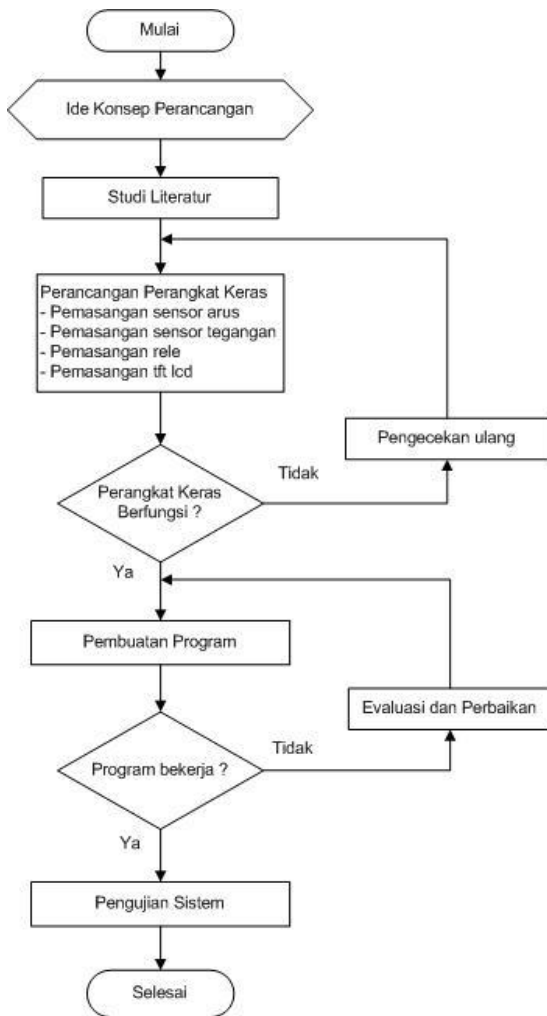 Mulai
Ide Konsep Perancangan
Studi Literatur
Perancangan Perangkat Keras
- Pemasangan sensor arus
- Pemasangan sensor tegangan
- Pemasangan rele
- Pemasangan tft lcd
Pengecekan ulang
Tidak
Perangkat Keras
Berfungsi ?
Ya
Pembuatan Program
Evaluasi dan Perbaikan
Tidak
Program bekerja ?
Ya
Pengujian Sistem
Selesai